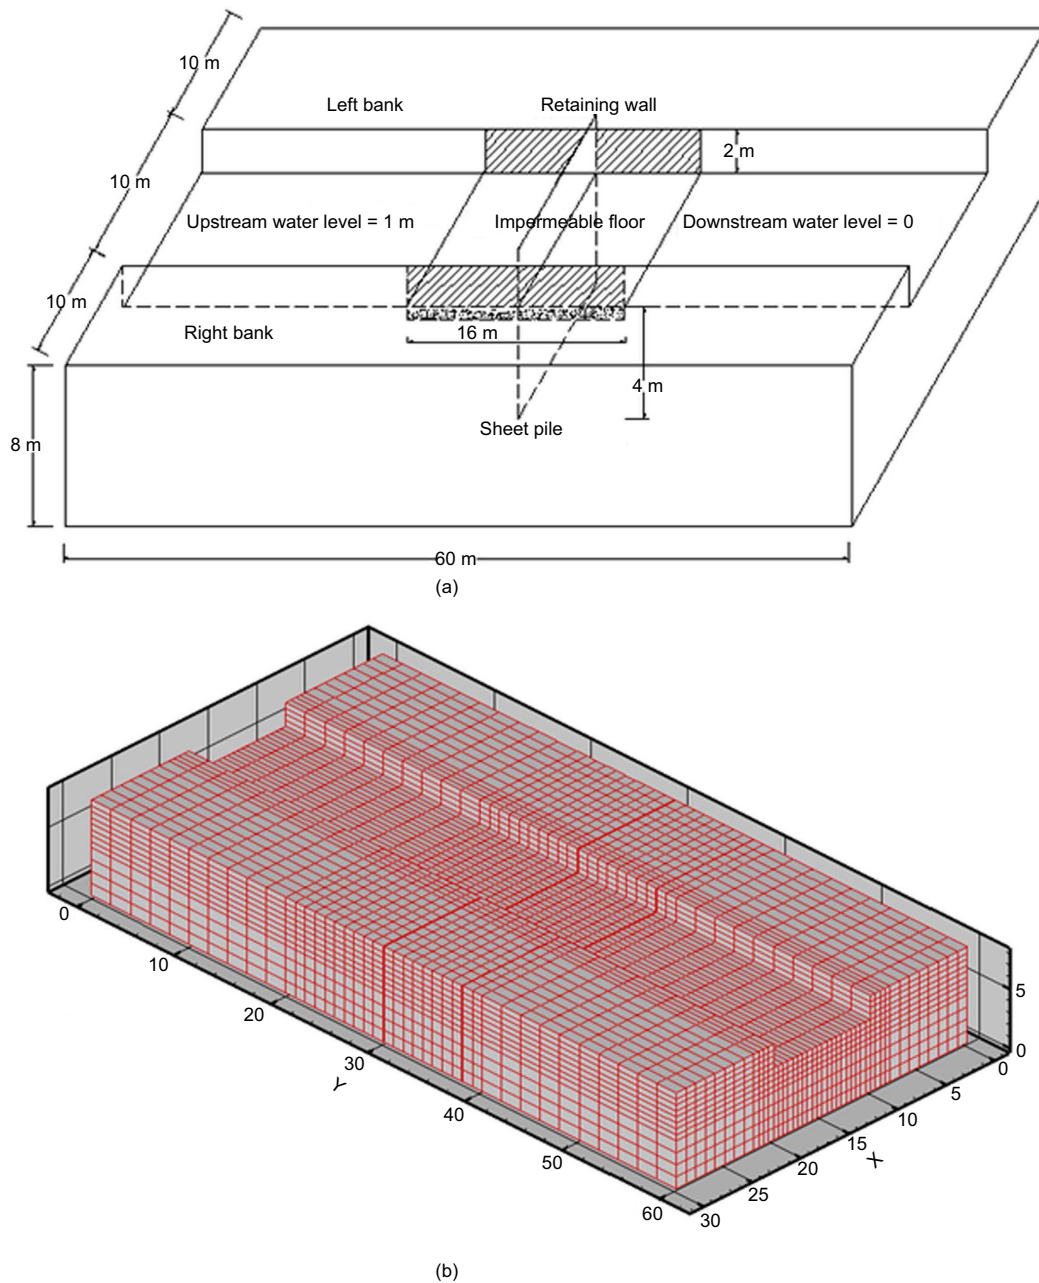 10 m
Left bank
Retaining wall
2 m
10 m
Upstream water level = 1 m
Impermeable floor
Downstream water level = 0
10 m
Right bank
16 m
4 m
Sheet pile
8 m
60 m
(a)
0
10
20
30
Y
40
50
60
30
25
20
X
15
10
5
0
0
5
(b)